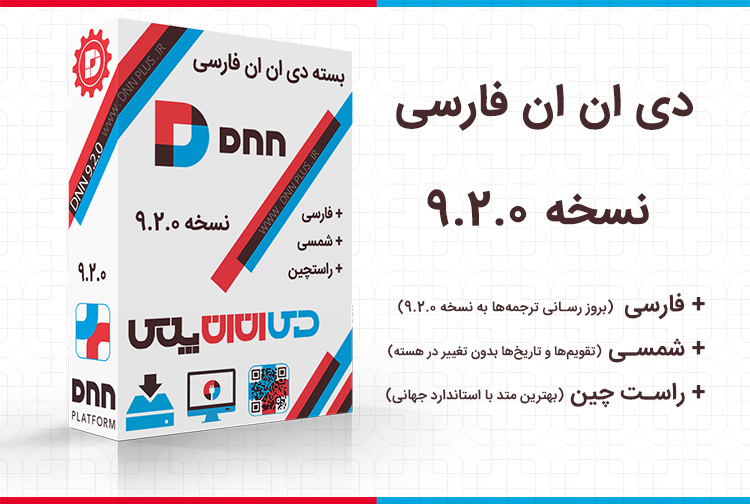 دی ان ان فارسی
نسخه ۹.۲.۰
+ فارسی (بروز رسـانی ترجمه‌ها به نسخه ۹.۲.۰)
+ شمسـی (تقویم‌ها و تاریخ‌ها بدون تغییر در هسته)
+ راسـت چین (بهترین متد با استاندارد جهانی)
بسته دی ان ان فارسی
DNN
نسخه ۹.۲.۰
+ فارسی
+ شمسی
+ راستچین
WWW. DNNPLUS .IR
دی ان ان پلاس
WWW. DNNPLUS .IR
DNN 9.2.0
۹.۲.۰
DNN
PLATFORM